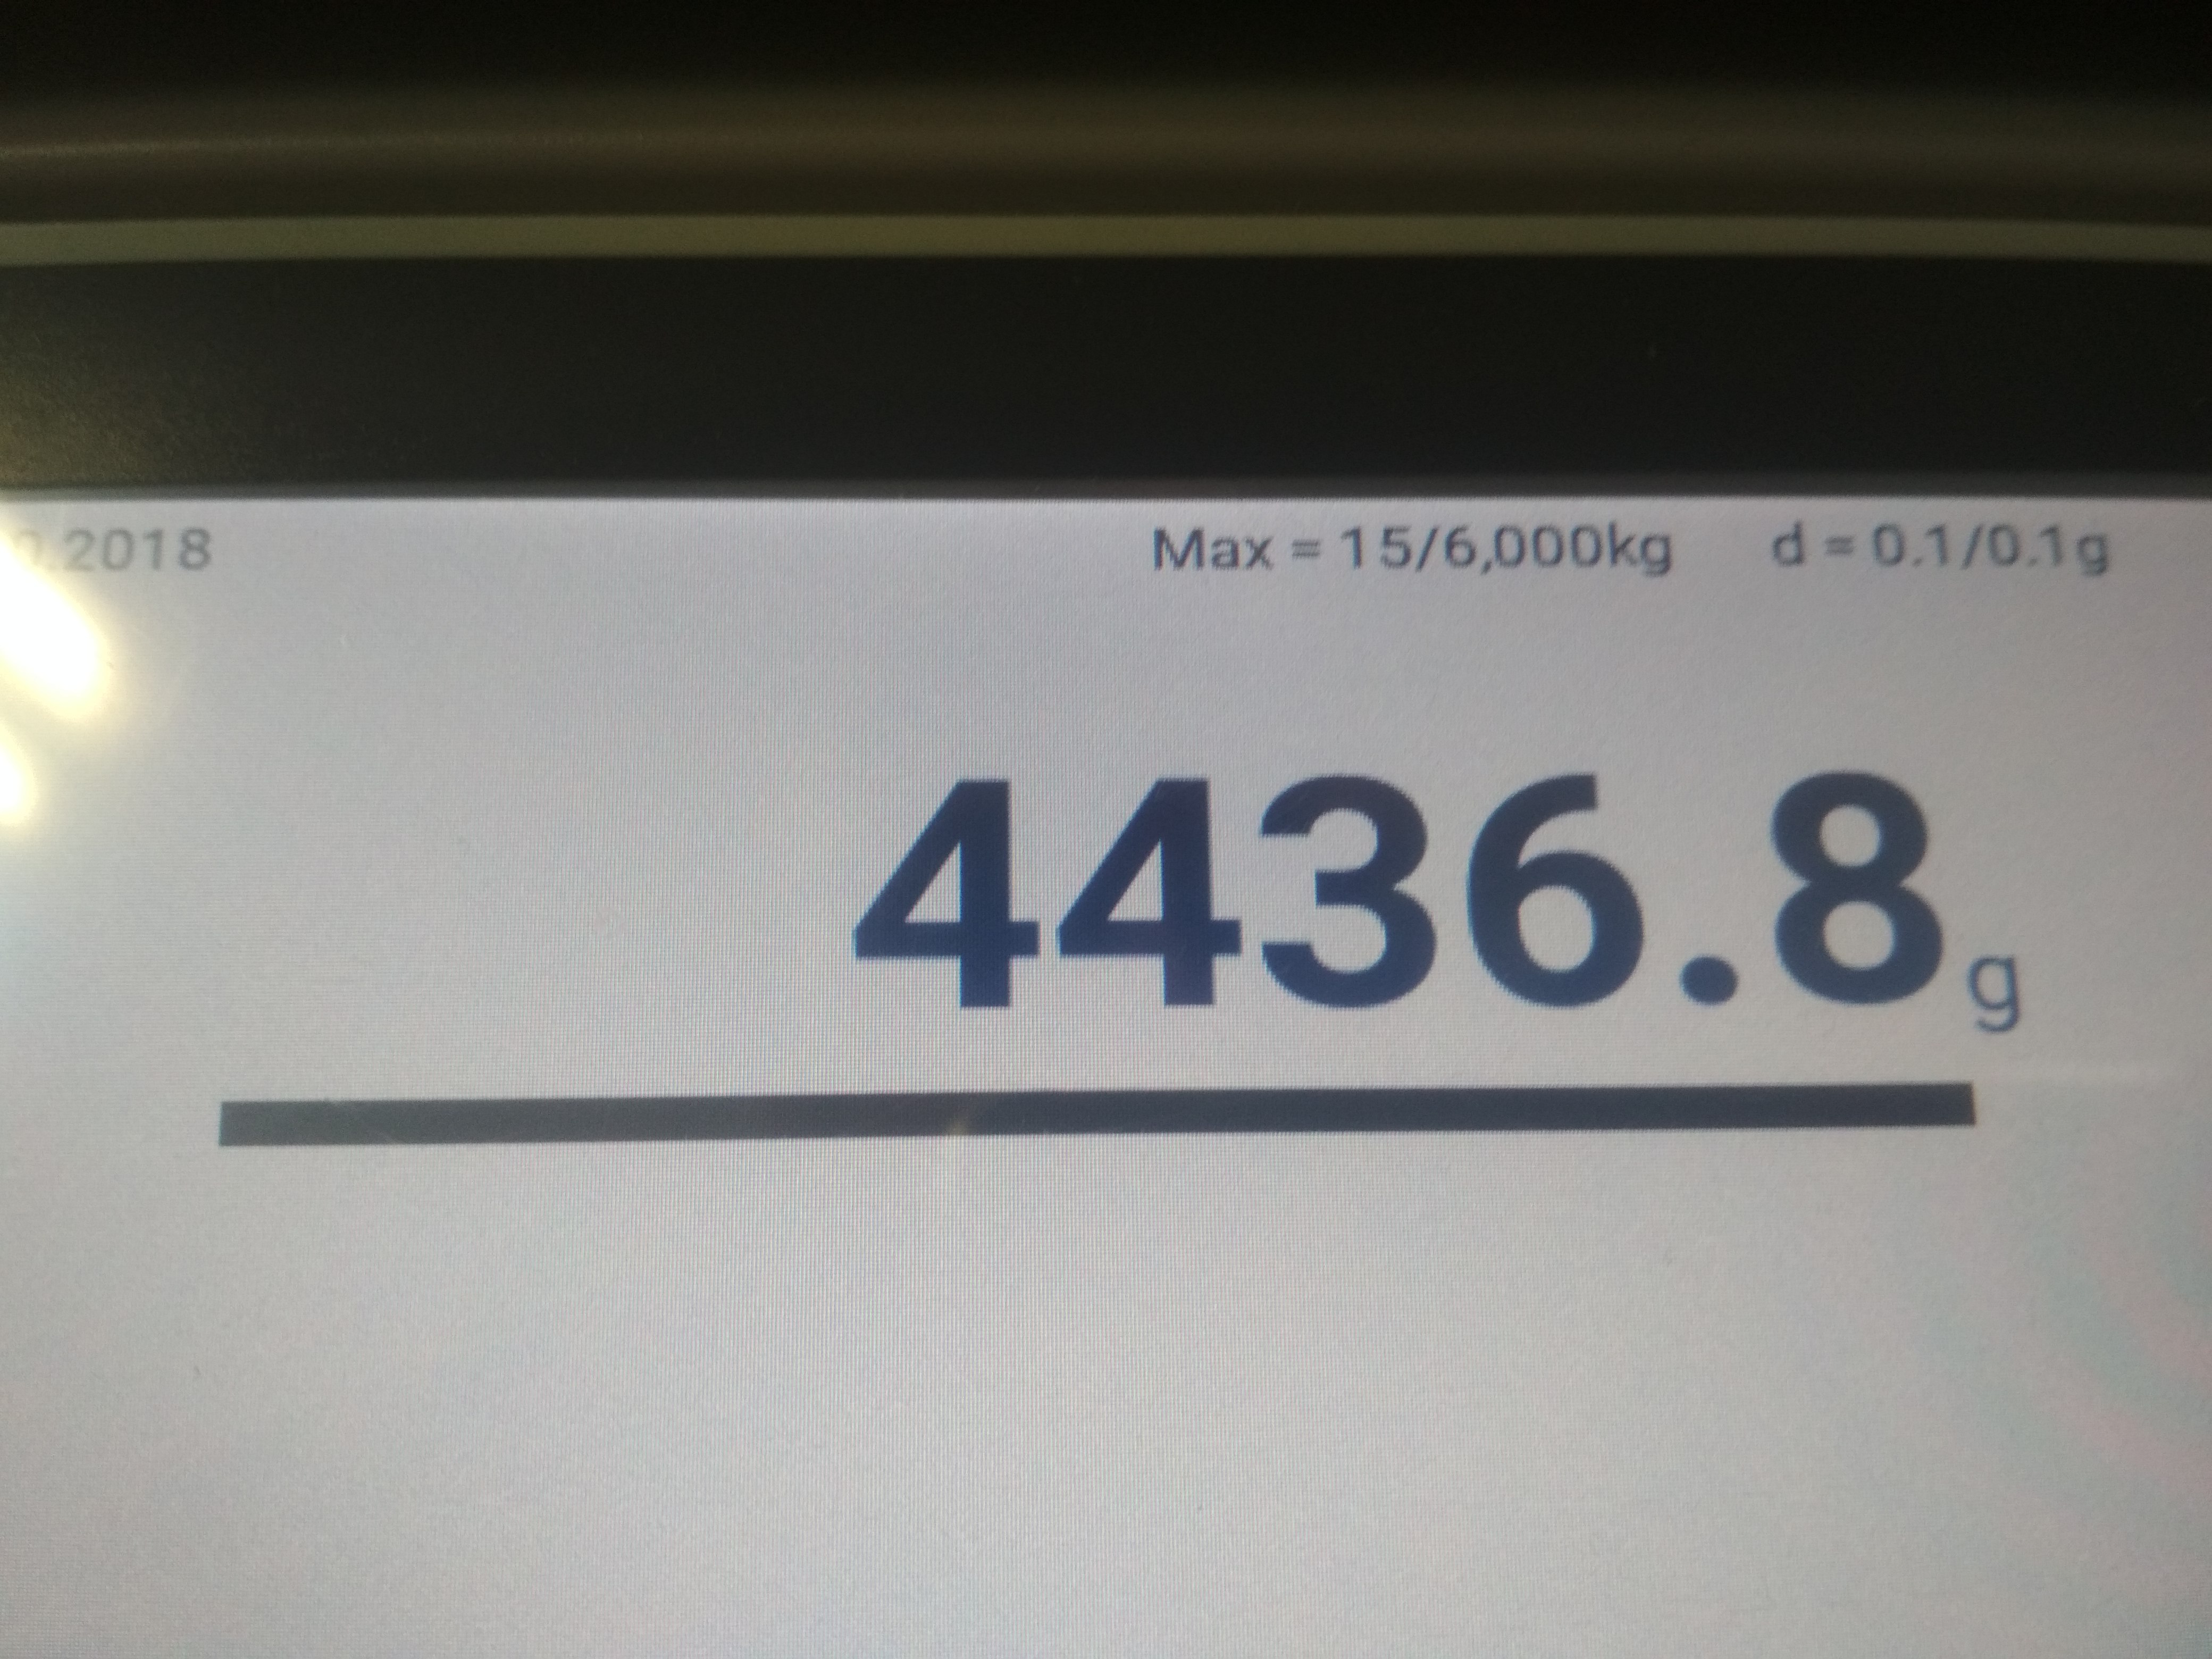 .2018 Max = 15/6,000kg d = 0.1/0.1g
4436.8 g